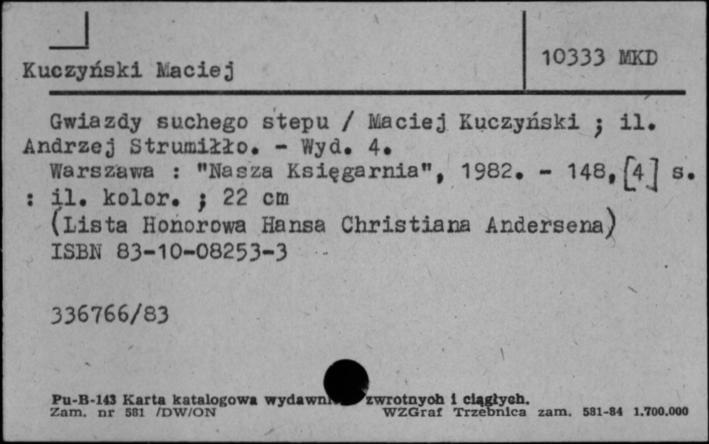 10333 MKD
Kuczyński Maciej
Gwiazdy suchego stepu / Maciej Kuczyński ; il.
Andrzej Strumiłło. - Wyd. 4.
Warszawa : "Nasza Księgarnia", 1982. - 148,[4] s.
: il. kolor. ; 22 cm
(Lista Honorowa Hansa Christiana Andersena)
ISBN 83-10-08253-3
336766/83
Pu-B-143 Karta katalogowa zwrotnych i ciągłych.
Zam. nr 581 /DW/ON WZGraf Trzebnica zam. 581-84 1.700.000